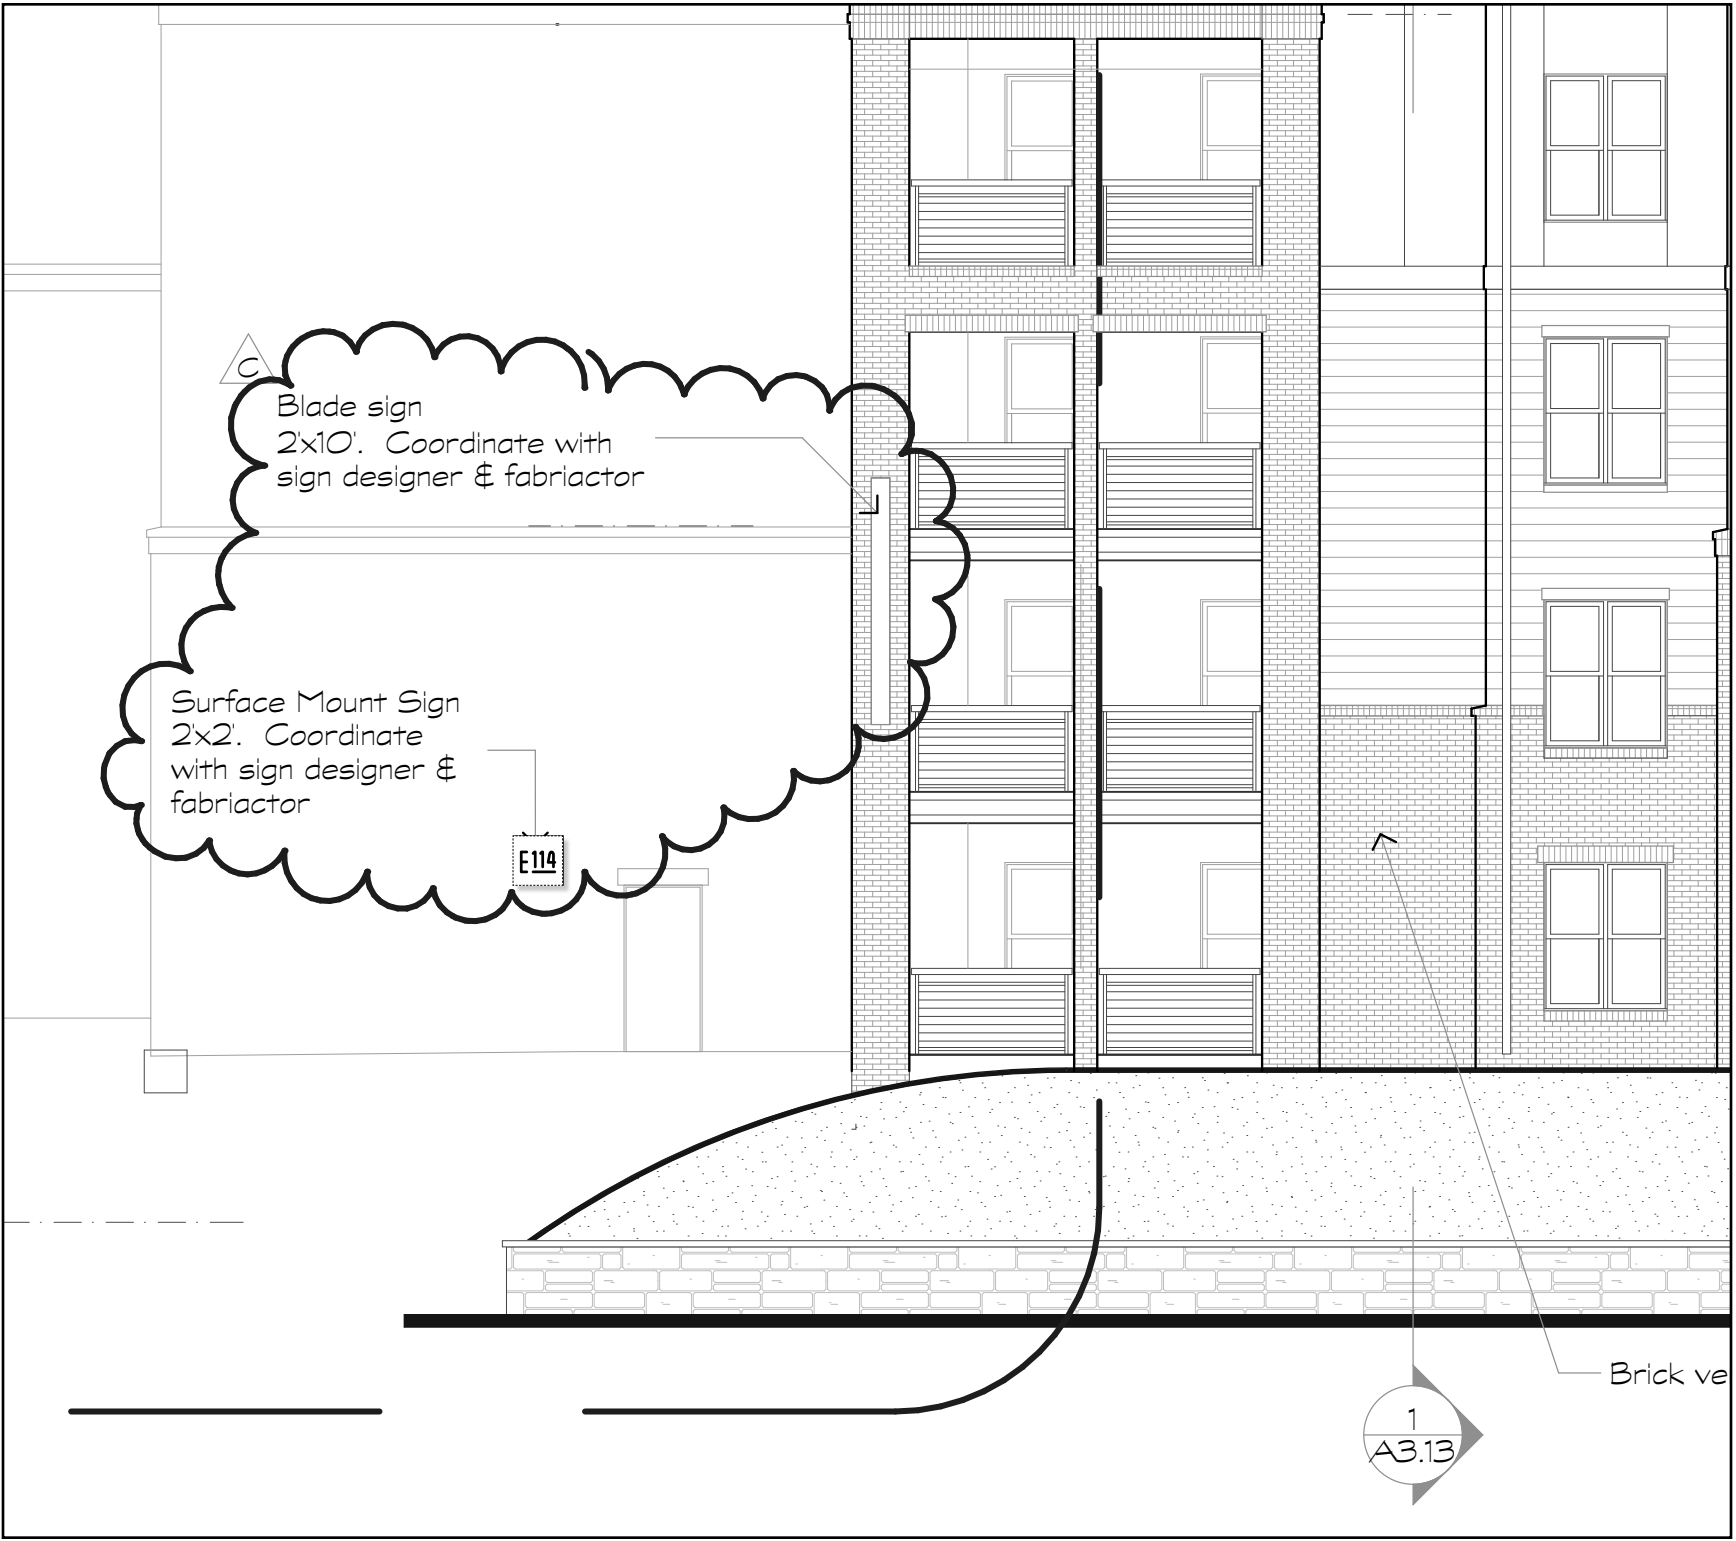 C
Blade sign
2'x10'. Coordinate with
sign designer & fabriactor
Surface Mount Sign
2'x2'. Coordinate
with sign designer &
fabriactor
E114
Brick ve
1
A3.13